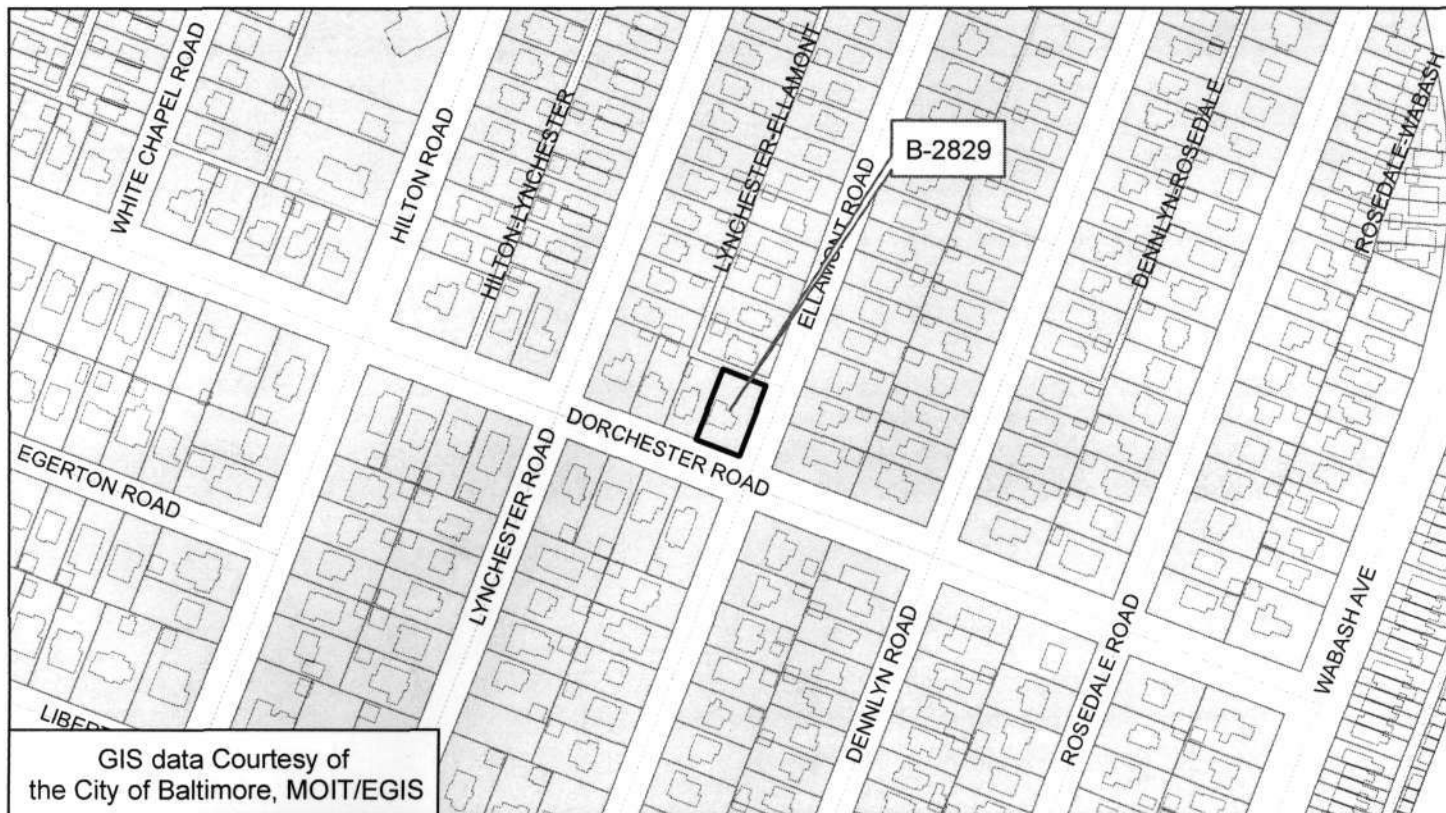 WHITE CHAPEL ROAD
HILTON ROAD
HILTON-LYNCHESTER
LYNCHESTER-ELLAMONT
B-2829
ELLAMONT ROAD
DENNLYN-ROSEDALE
ROSEDALE-WABASH
DORCHESTER ROAD
EGERTON ROAD
LYNCHESTER ROAD
DENNLYN ROAD
ROSEDALE ROAD
WABASH AVE
LIBERT
GIS data Courtesy of
the City of Baltimore, MOIT/EGIS